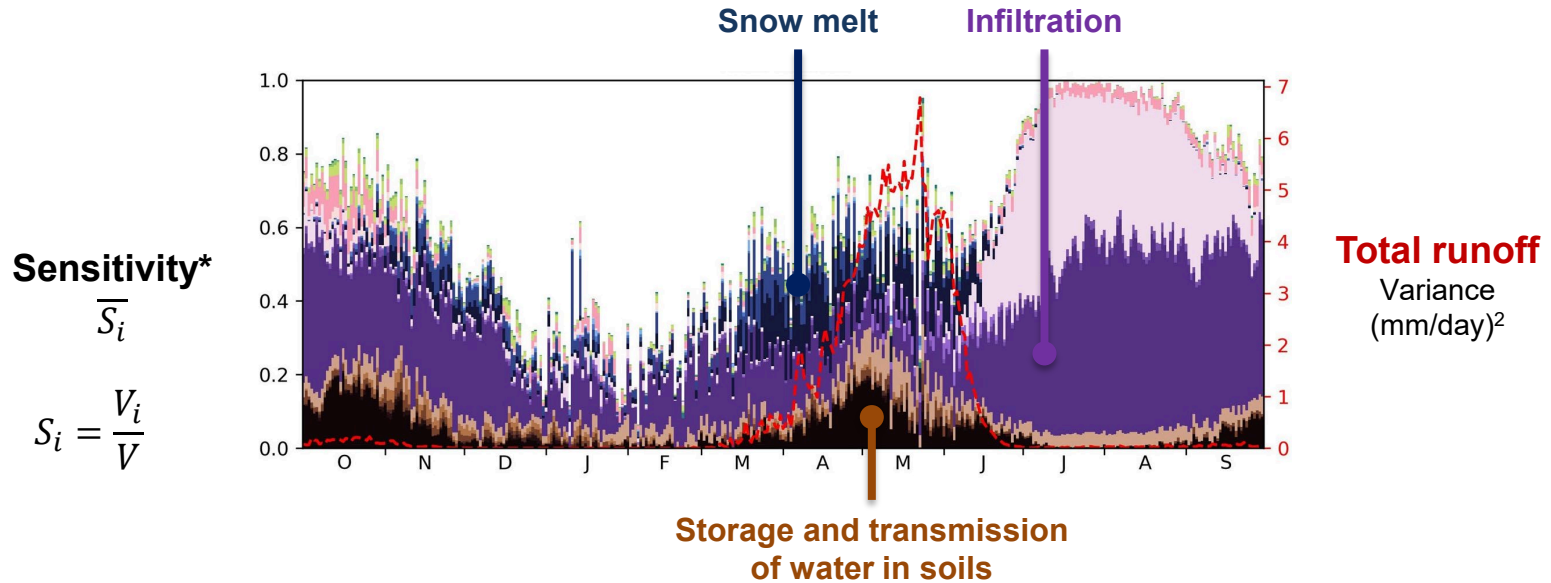 Snow melt
Infiltration
1.0
0.8
0.6
0.4
0.2
0.0
O N D J F M A M J J A S
7
6
5
4
3
2
1
0
Sensitivity*
S̅ᵢ
Sᵢ = Vᵢ / V
Total runoff
Variance
(mm/day)²
Storage and transmission
of water in soils